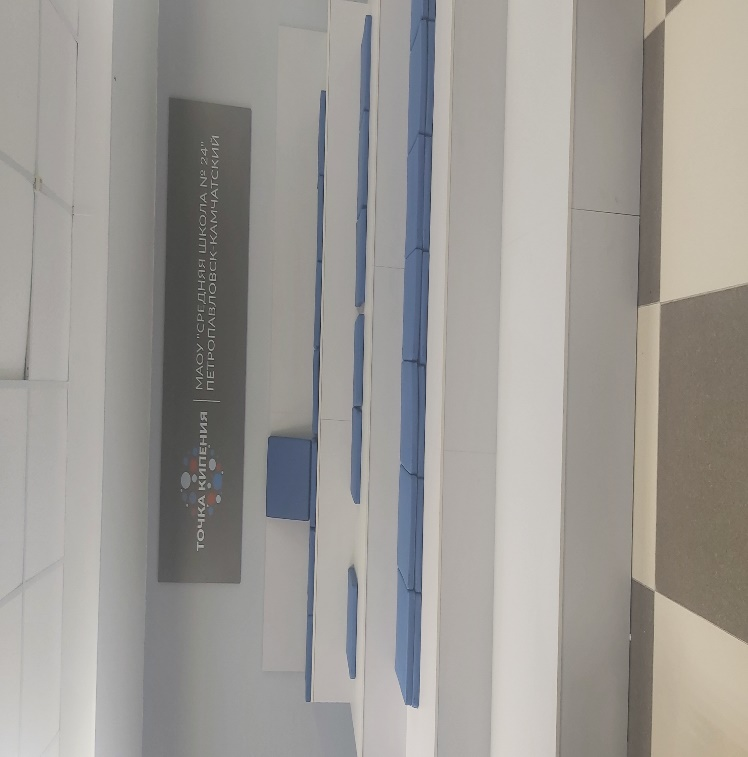 ТОЧКА КИПЕНИЯ
МАОУ "СРЕДНЯЯ ШКОЛА № 24"
ПЕТРОПАВЛОВСК-КАМЧАТСКИЙ